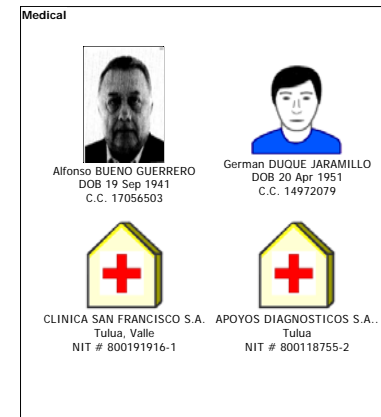 Medical
Alfonso BUENO GUERRERO
DOB 19 Sep 1941
C.C. 17056503
German DUQUE JARAMILLO
DOB 20 Apr 1951
C.C. 14972079
CLINICA SAN FRANCISCO S.A.
Tulua, Valle
NIT # 800191916-1
APOYOS DIAGNOSTICOS S.A..
Tulua
NIT # 800118755-2